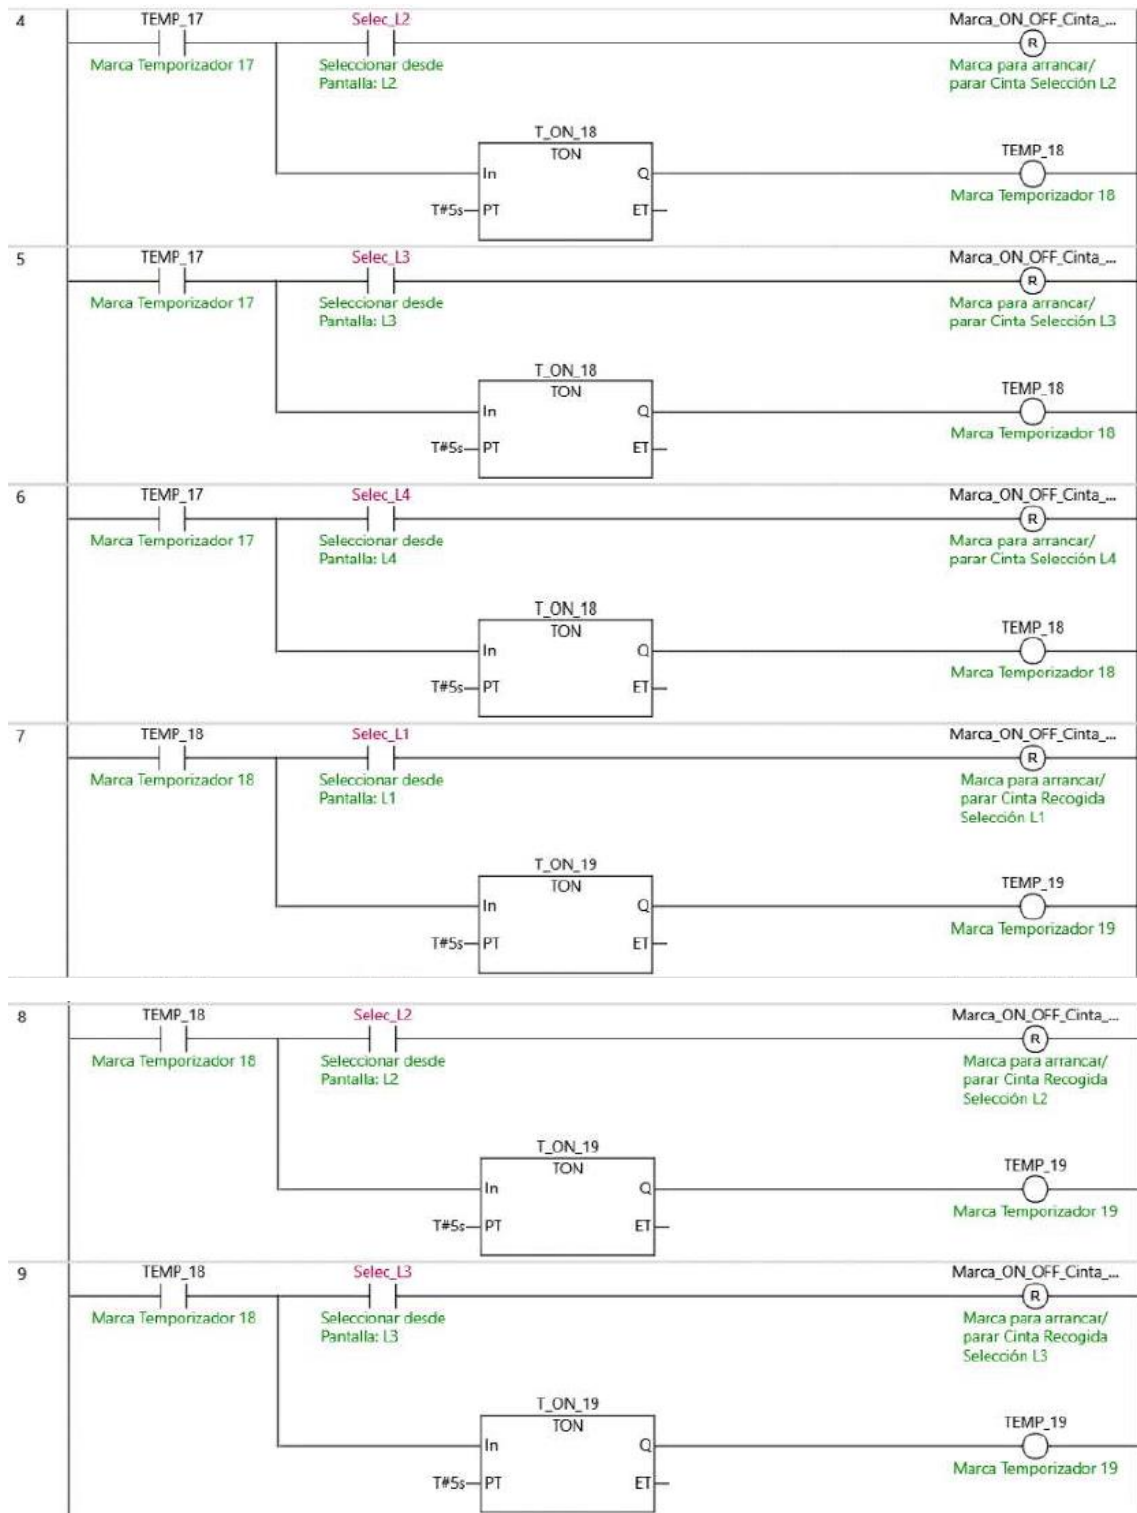 4
TEMP_17
Selec_L2
Marca_ON_OFF_Cinta_...
R
Marca Temporizador 17
Seleccionar desde
Pantalla: L2
Marca para arrancar/
parar Cinta Selección L2
T_ON_18
TON
TEMP_18
In
Q
Marca Temporizador 18
T#5s
PT
ET
5
TEMP_17
Selec_L3
Marca_ON_OFF_Cinta_...
R
Marca Temporizador 17
Seleccionar desde
Pantalla: L3
Marca para arrancar/
parar Cinta Selección L3
T_ON_18
TON
TEMP_18
In
Q
Marca Temporizador 18
T#5s
PT
ET
6
TEMP_17
Selec_L4
Marca_ON_OFF_Cinta_...
R
Marca Temporizador 17
Seleccionar desde
Pantalla: L4
Marca para arrancar/
parar Cinta Selección L4
T_ON_18
TON
TEMP_18
In
Q
Marca Temporizador 18
T#5s
PT
ET
7
TEMP_18
Selec_L1
Marca_ON_OFF_Cinta_...
R
Marca Temporizador 18
Seleccionar desde
Pantalla: L1
Marca para arrancar/
parar Cinta Recogida
Selección L1
T_ON_19
TON
TEMP_19
In
Q
Marca Temporizador 19
T#5s
PT
ET
8
TEMP_18
Selec_L2
Marca_ON_OFF_Cinta_...
R
Marca Temporizador 18
Seleccionar desde
Pantalla: L2
Marca para arrancar/
parar Cinta Recogida
Selección L2
T_ON_19
TON
TEMP_19
In
Q
Marca Temporizador 19
T#5s
PT
ET
9
TEMP_18
Selec_L3
Marca_ON_OFF_Cinta_...
R
Marca Temporizador 18
Seleccionar desde
Pantalla: L3
Marca para arrancar/
parar Cinta Recogida
Selección L3
T_ON_19
TON
TEMP_19
In
Q
Marca Temporizador 19
T#5s
PT
ET